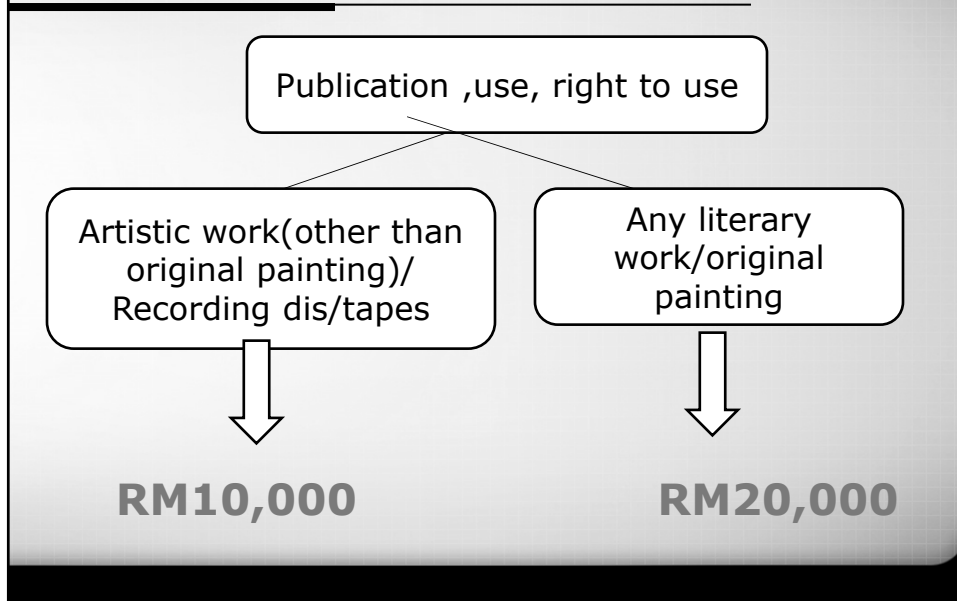 Publication ,use, right to use
Artistic work(other than
original painting)/
Recording dis/tapes
Any literary
work/original
painting
RM10,000
RM20,000